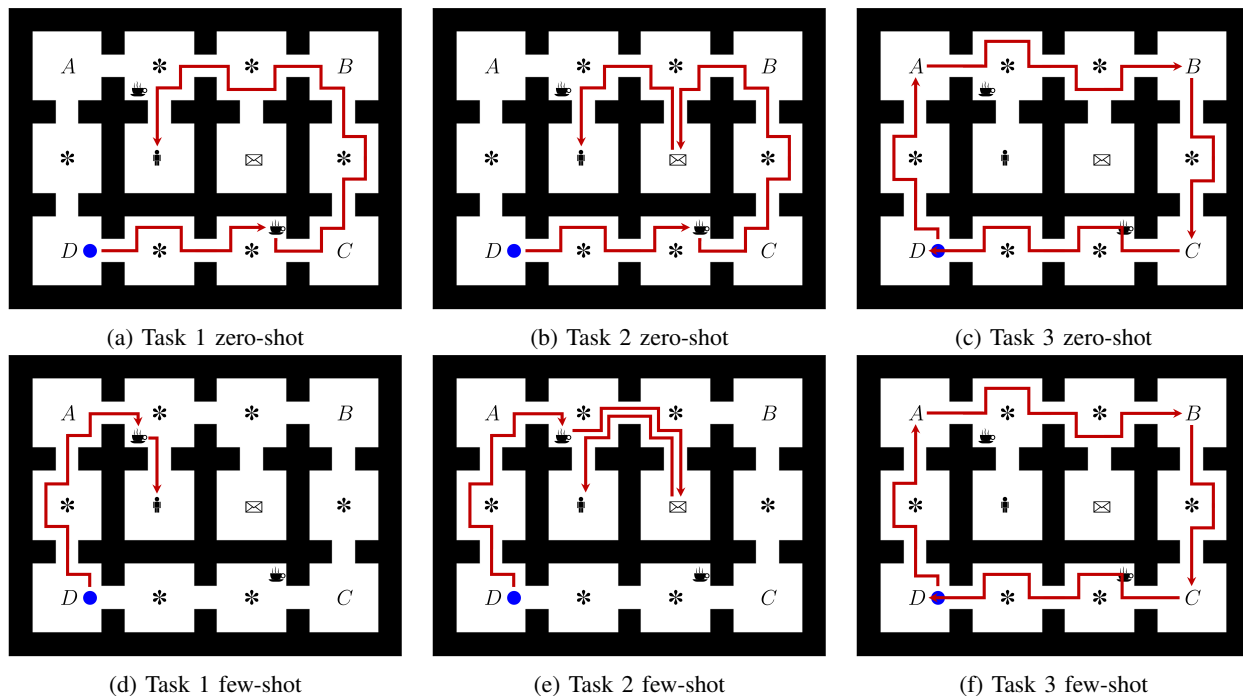 A B
D C
A B
D C
A B
D C
(a) Task 1 zero-shot
(b) Task 2 zero-shot
(c) Task 3 zero-shot
A B
D C
A B
D C
A B
D C
(d) Task 1 few-shot
(e) Task 2 few-shot
(f) Task 3 few-shot